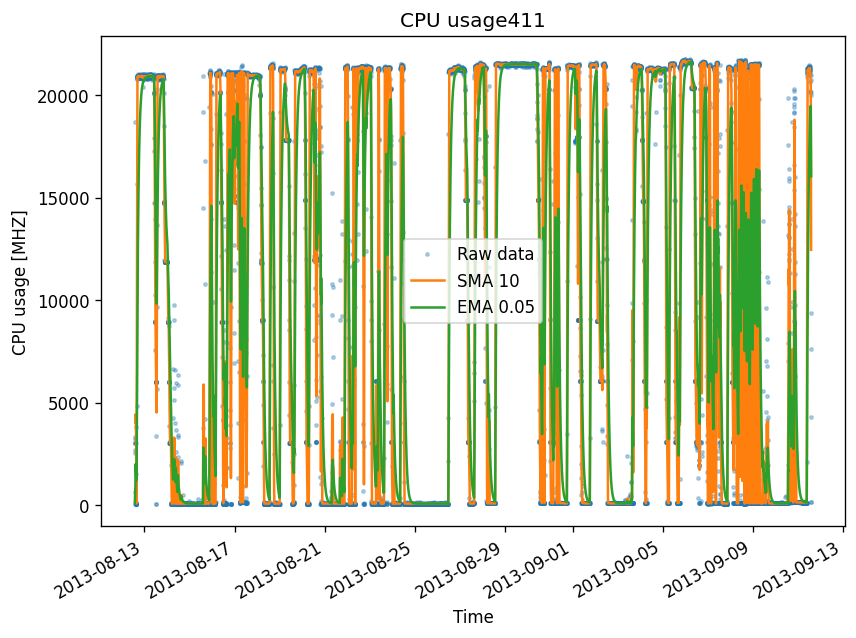 CPU usage411
CPU usage [MHZ]
20000
15000
10000
5000
0
Raw data
SMA 10
EMA 0.05
2013-08-13
2013-08-17
2013-08-21
2013-08-25
2013-08-29
2013-09-01
2013-09-05
2013-09-09
2013-09-13
Time